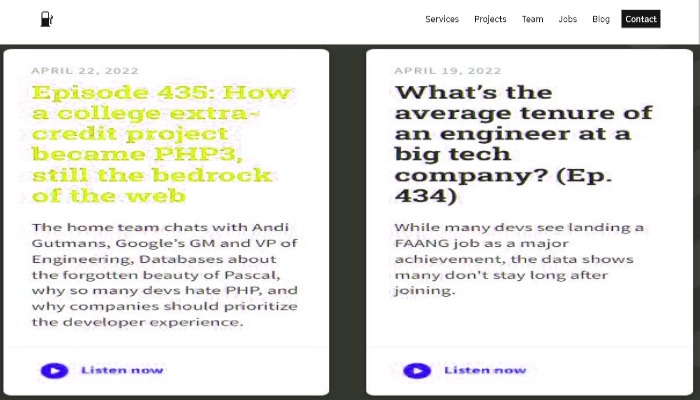 Services Projects Team Jobs Blog Contact
APRIL 22, 2022
Episode 435: How
a college extra-
credit project
became PHP3,
still the bedrock
of the web
The home team chats with Andi
Gutmans, Google's GM and VP of
Engineering, Databases about
the forgotten beauty of Pascal,
why so many devs hate PHP, and
why companies should prioritize
the developer experience.
Listen now
APRIL 19, 2022
What's the
average tenure of
an engineer at a
big tech
company? (Ep.
434)
While many devs see landing a
FAANG job as a major
achievement, the data shows
many don't stay long after
joining.
Listen now